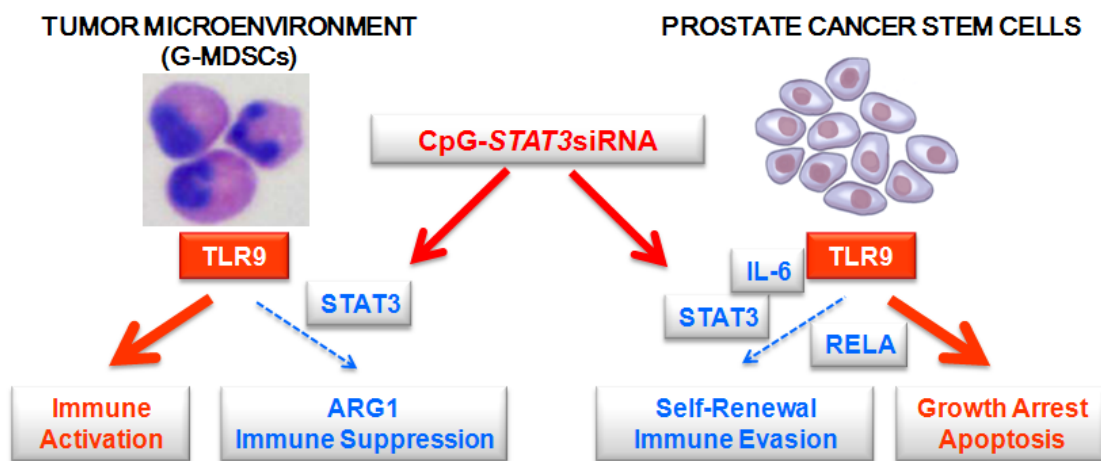 TUMOR MICROENVIRONMENT
(G-MDSCs)
PROSTATE CANCER STEM CELLS
CpG-STAT3siRNA
TLR9
STAT3
IL-6
TLR9
STAT3
RELA
Immune
Activation
ARG1
Immune Suppression
Self-Renewal
Immune Evasion
Growth Arrest
Apoptosis